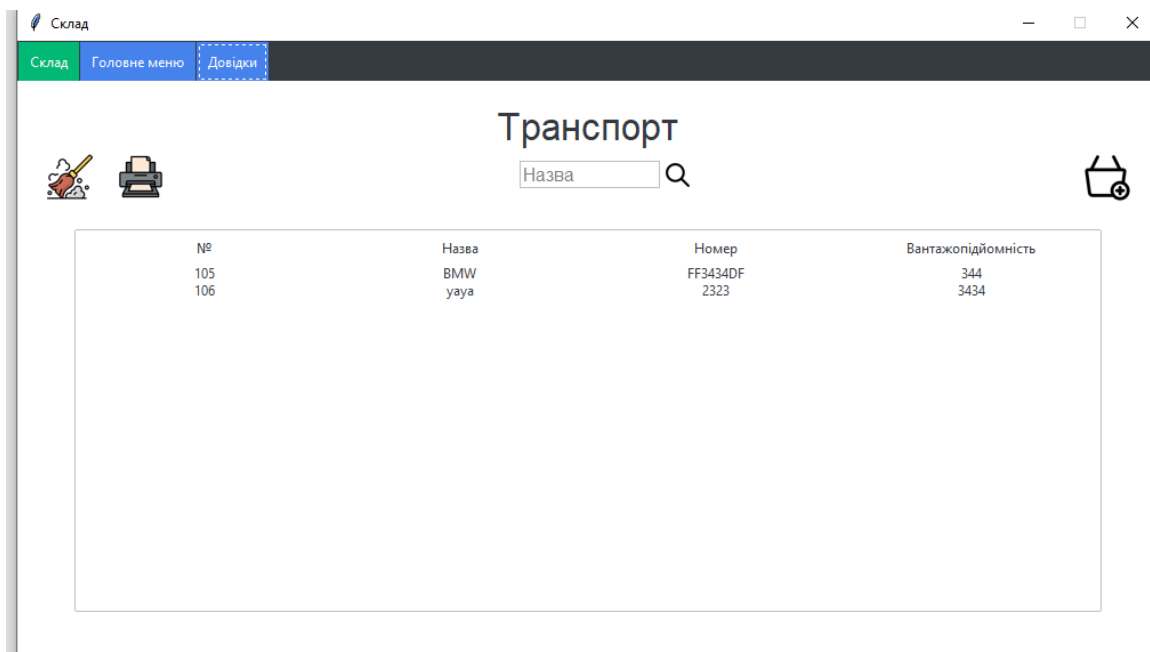 Склад
Склад Головне меню Довідки
Транспорт
Назва
№ Назва Номер Вантажопідйомність
105 BMW FF3434DF 344
106 yaya 2323 3434